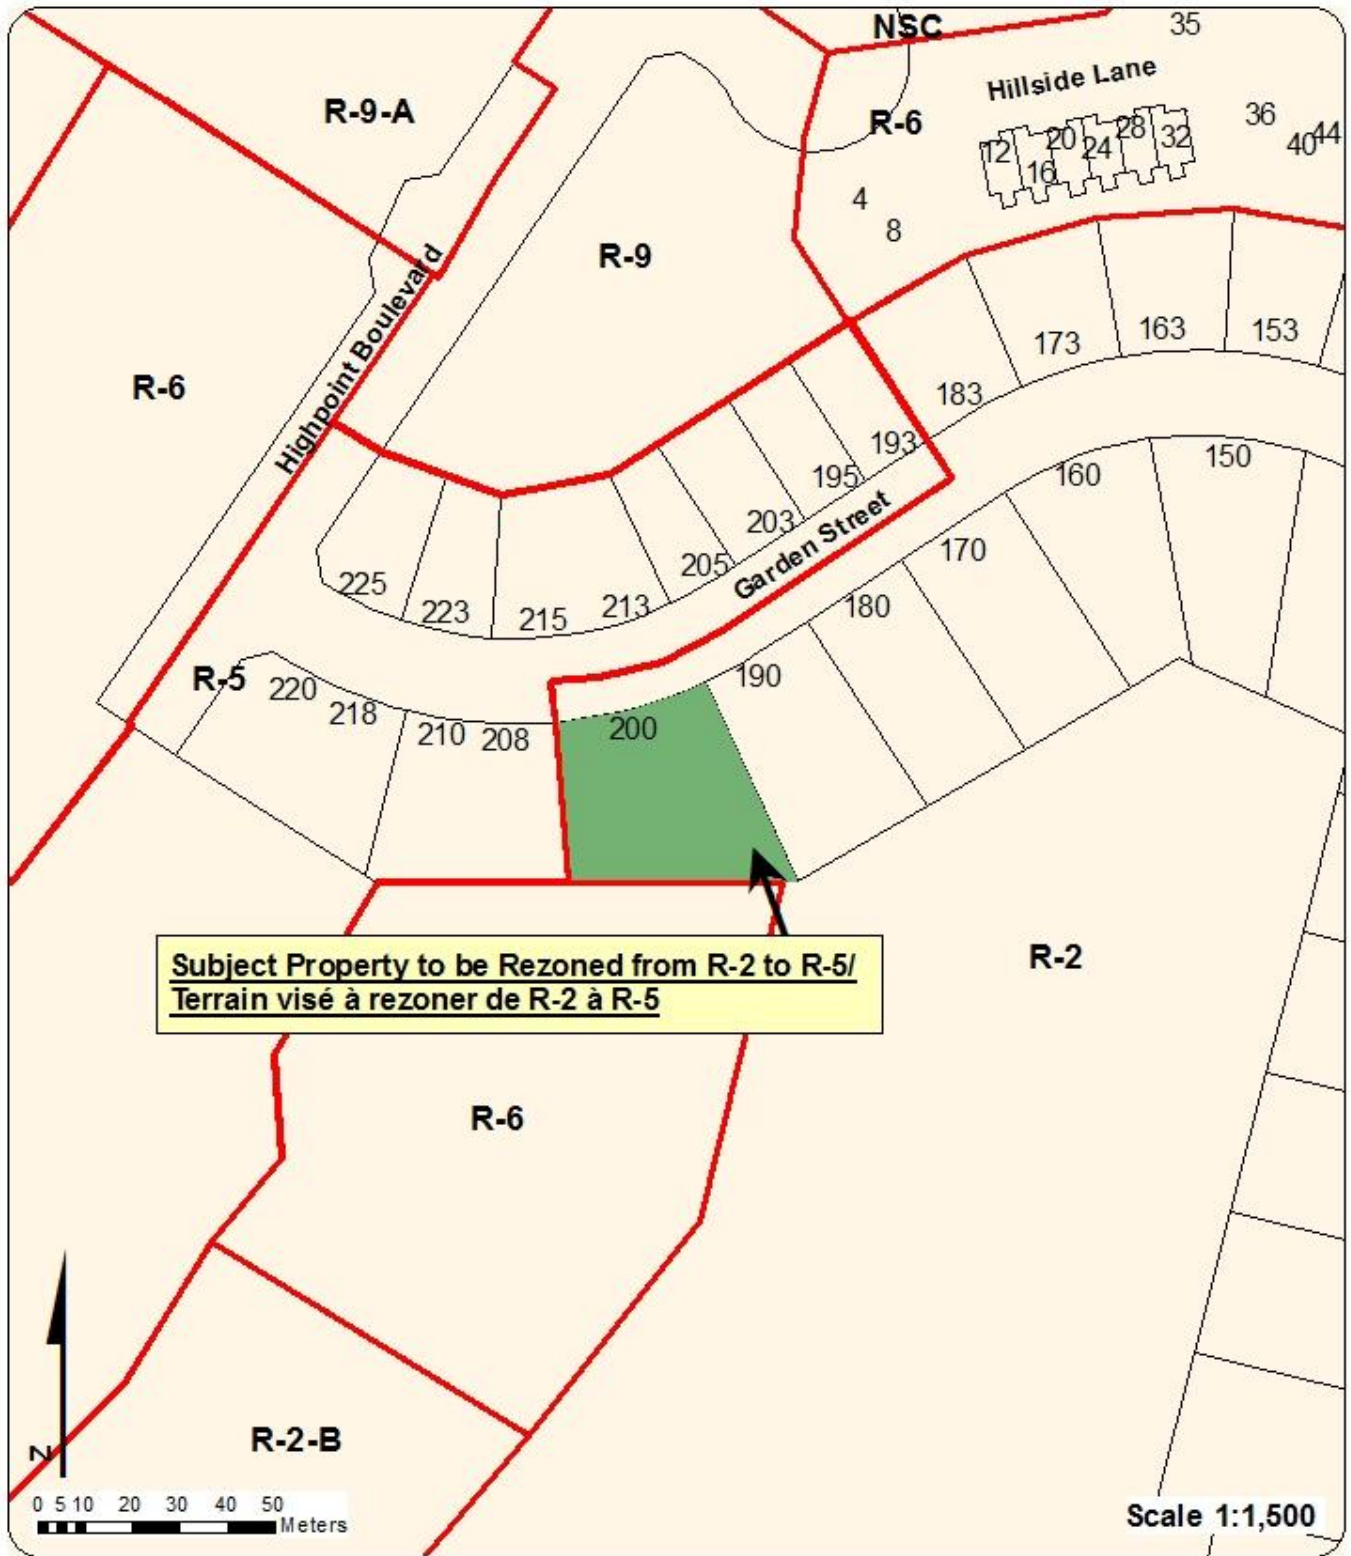 NSC
35
Hillside Lane
R-9-A
R-6
36
40
44
12
16
20
24
28
32
4
8
R-9
Highpoint Boulevard
R-6
173
163
153
183
193
195
203
205
213
215
223
225
Garden Street
150
160
170
180
190
200
R-5
220
218
210
208
Subject Property to be Rezoned from R-2 to R-5/
Terrain visé à rezoner de R-2 à R-5
R-2
R-6
R-2-B
N
0 5 10 20 30 40 50
Meters
Scale 1:1,500